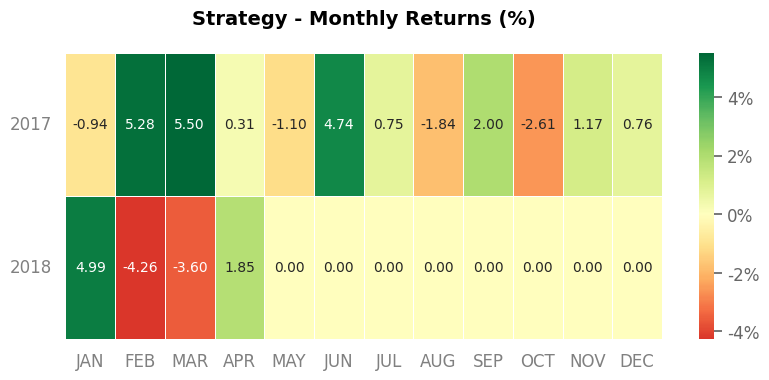 Strategy - Monthly Returns (%)
2017 -0.94 5.28 5.50 0.31 -1.10 4.74 0.75 -1.84 2.00 -2.61 1.17 0.76
2018 4.99 -4.26 -3.60 1.85 0.00 0.00 0.00 0.00 0.00 0.00 0.00 0.00
JAN FEB MAR APR MAY JUN JUL AUG SEP OCT NOV DEC
4%
2%
0%
-2%
-4%